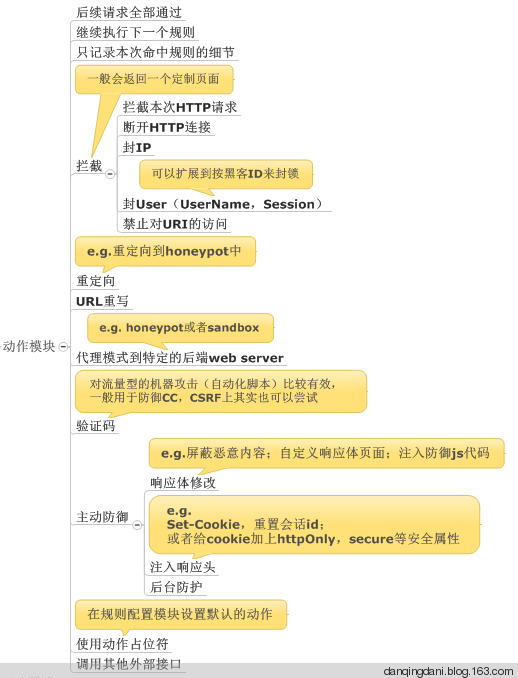 后续请求全部通过
继续执行下一个规则
只记录本次命中规则的细节
一般会返回一个定制页面
拦截本次HTTP请求
断开HTTP连接
封IP
拦截
可以扩展到按黑客ID来封锁
封User（UserName，Session）
禁止对URI的访问
e.g.重定向到honeypot中
重定向
URL重写
e.g. honeypot或者sandbox
动作模块
代理模式到特定的后端web server
对流量型的机器攻击（自动化脚本）比较有效，
一般用于防御CC，CSRF上其实也可以尝试
验证码
e.g.屏蔽恶意内容；自定义响应体页面；注入防御js代码
响应体修改
e.g.
Set-Cookie，重置会话id；
或者给cookie加上httpOnly，secure等安全属性
主动防御
注入响应头
后台防护
在规则配置模块设置默认的动作
使用动作占位符
调用其他外部接口
danqingdani.blog.163.com